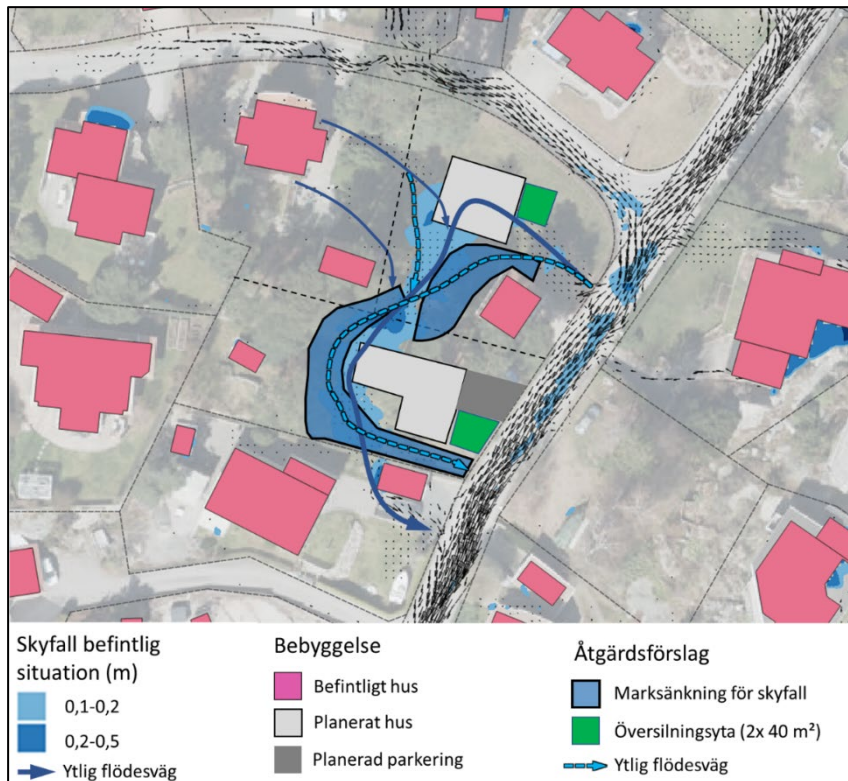 Skyfall befintlig
situation (m)
0,1-0,2
0,2-0,5
Ytlig flödesväg
Bebyggelse
Befintligt hus
Planerat hus
Planerad parkering
Åtgärdsförslag
Marksänkning för skyfall
Översilningsyta (2x 40 m²)
Ytlig flödesväg